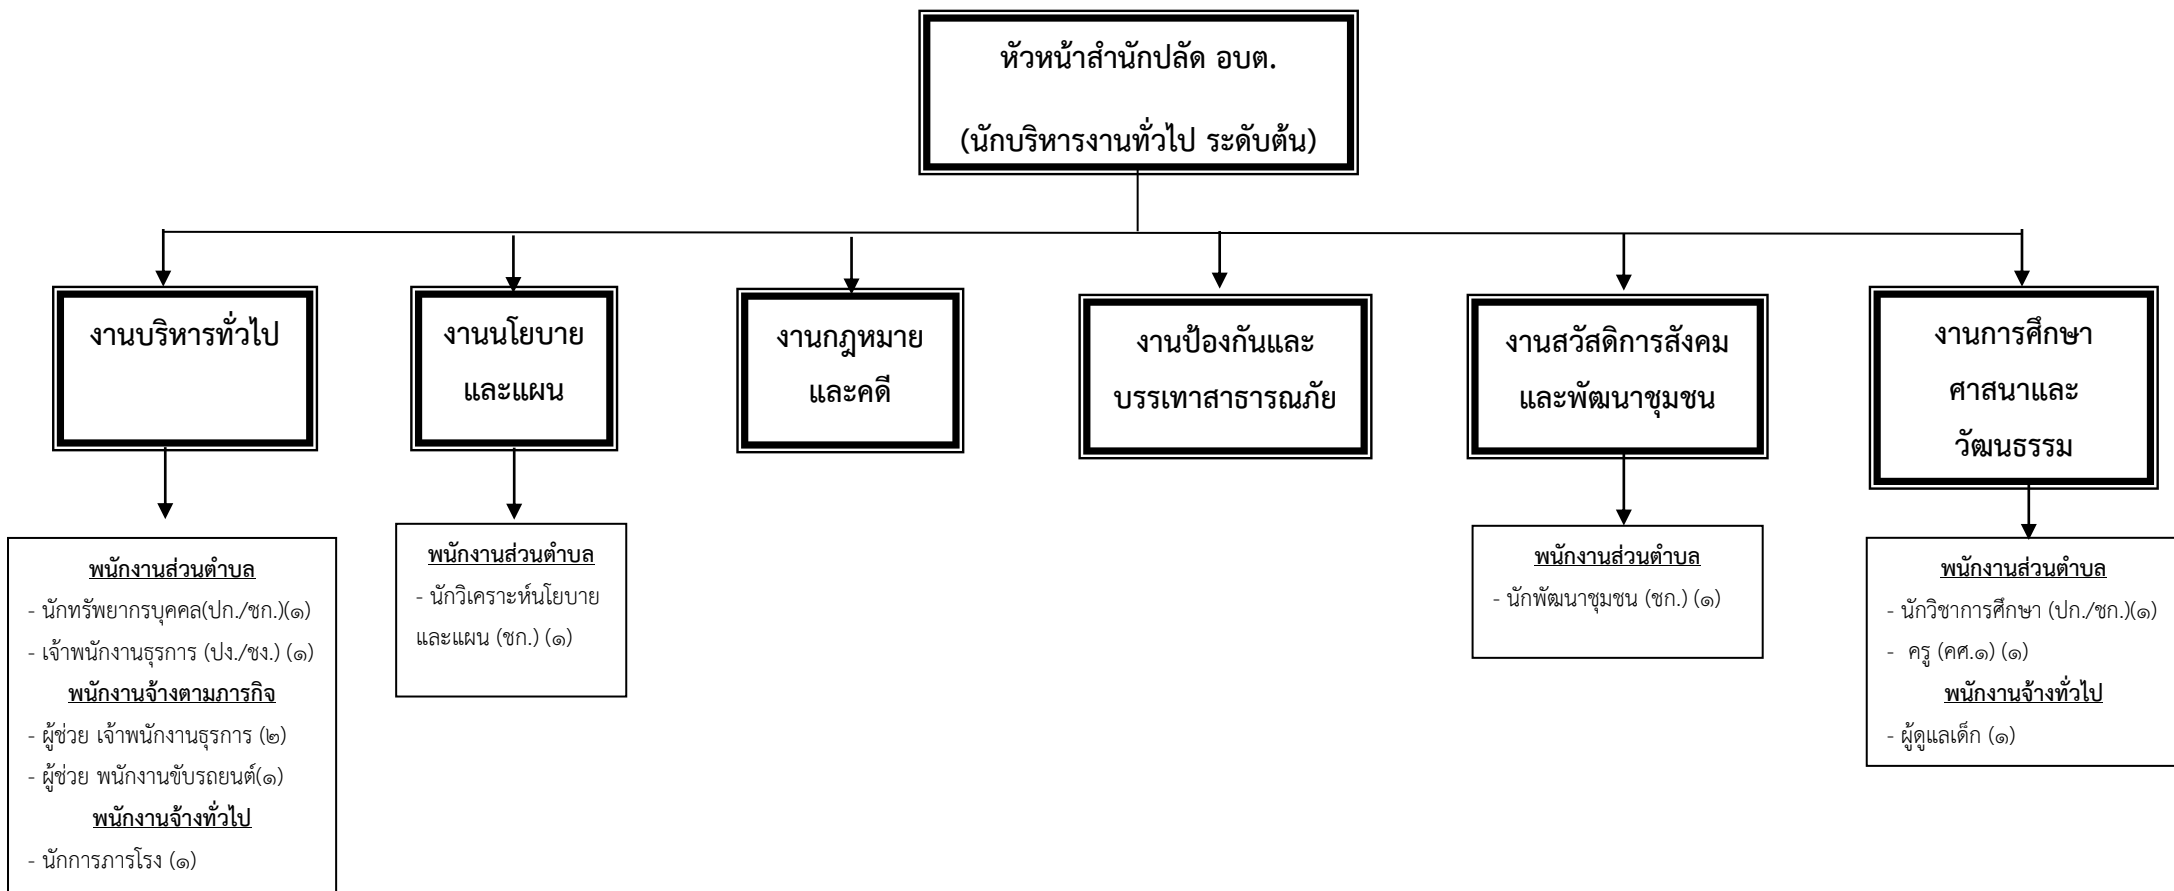 หัวหน้าสำนักปลัด อบต.
(นักบริหารงานทั่วไป ระดับต้น)
งานบริหารทั่วไป
งานนโยบาย
และแผน
งานกฎหมาย
และคดี
งานป้องกันและ
บรรเทาสาธารณภัย
งานสวัสดิการสังคม
และพัฒนาชุมชน
งานการศึกษา
ศาสนาและ
วัฒนธรรม
พนักงานส่วนตำบล
- นักทรัพยากรบุคคล(ปก./ชก.)(๑)
- เจ้าพนักงานธุรการ (ปง./ชง.) (๑)
พนักงานจ้างตามภารกิจ
- ผู้ช่วย เจ้าพนักงานธุรการ (๒)
- ผู้ช่วย พนักงานขับรถยนต์(๑)
พนักงานจ้างทั่วไป
- นักการภารโรง (๑)
พนักงานส่วนตำบล
- นักวิเคราะห์นโยบาย
และแผน (ชก.) (๑)
พนักงานส่วนตำบล
- นักพัฒนาชุมชน (ชก.) (๑)
พนักงานส่วนตำบล
- นักวิชาการศึกษา (ปก./ชก.)(๑)
- ครู (คศ.๑) (๑)
พนักงานจ้างทั่วไป
- ผู้ดูแลเด็ก (๑)